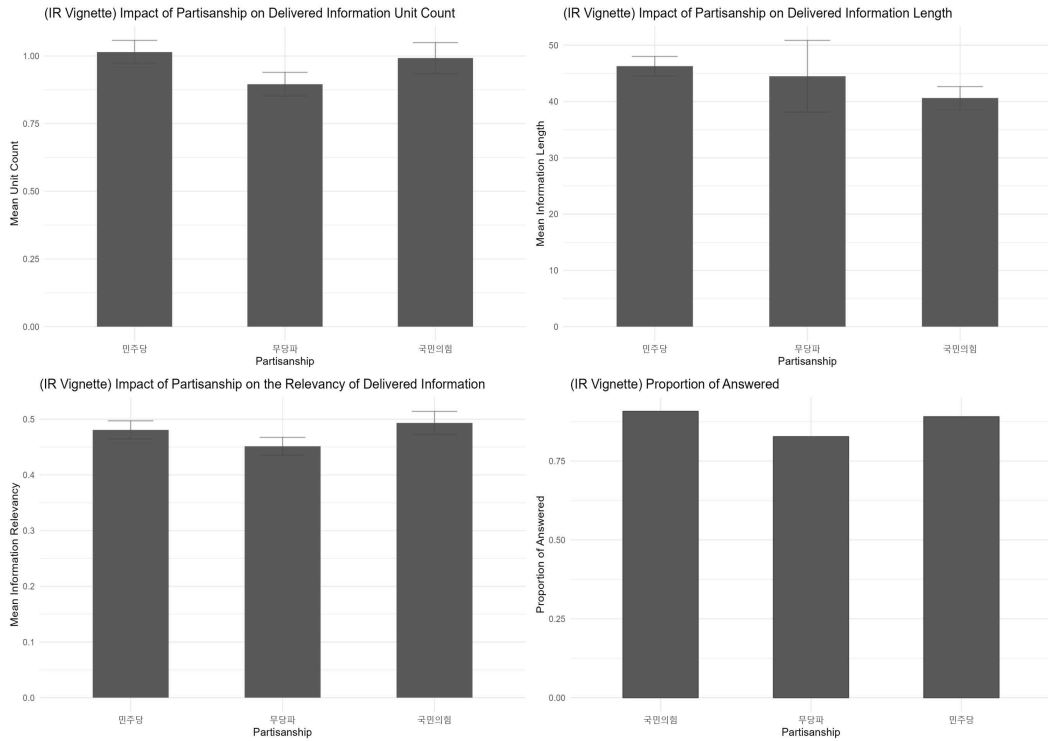 (IR Vignette) Impact of Partisanship on Delivered Information Unit Count
Mean Unit Count
1.00
0.75
0.50
0.25
0.00
민주당 무당파 국민의힘
Partisanship
(IR Vignette) Impact of Partisanship on Delivered Information Length
Mean Information Length
50
40
30
20
10
0
민주당 무당파 국민의힘
Partisanship
(IR Vignette) Impact of Partisanship on the Relevancy of Delivered Information
Mean Information Relevancy
0.5
0.4
0.3
0.2
0.1
0.0
민주당 무당파 국민의힘
Partisanship
(IR Vignette) Proportion of Answered
Proportion of Answered
0.75
0.50
0.25
0.00
국민의힘 무당파 민주당
Partisanship